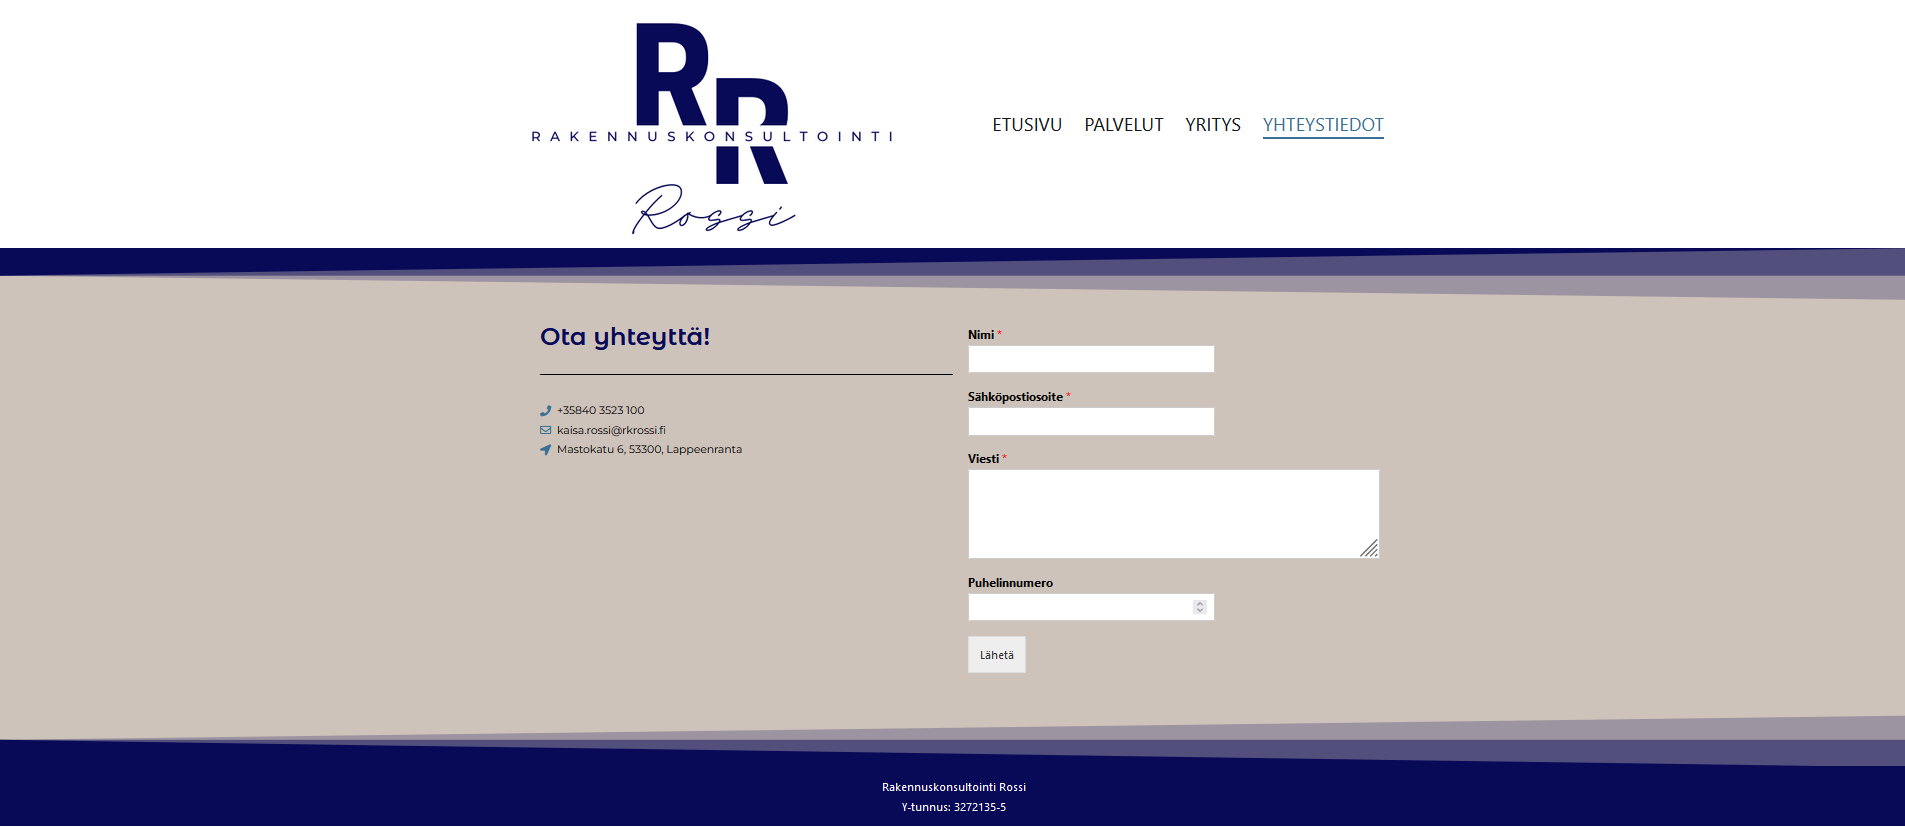 RR
RAKENNUSKONSULTOINTI
Rossi
ETUSIVU PALVELUT YRITYS YHTEYSTIEDOT
Ota yhteyttä!
+35840 3523 100
kaisa.rossi@rkrossi.fi
Mastokatu 6, 53300, Lappeenranta
Nimi *
Sähköpostiosoite *
Viesti *
Puhelinnumero
Lähetä
Rakennuskonsultointi Rossi
Y-tunnus: 3272135-5